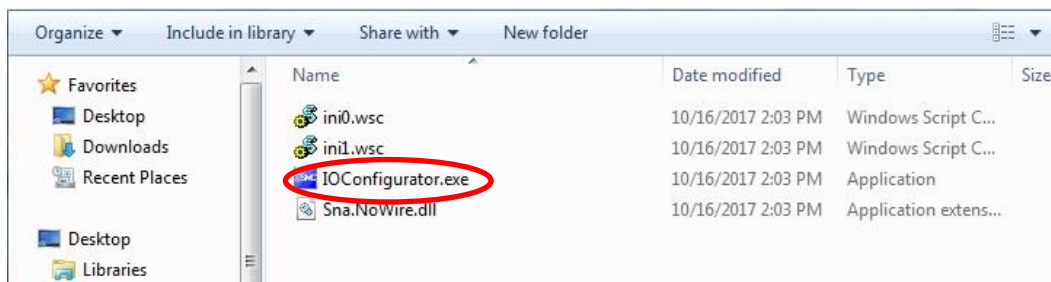 Organize Include in library Share with New folder
Favorites
Desktop
Downloads
Recent Places
Desktop
Libraries
Name Date modified Type Size
ini0.wsc 10/16/2017 2:03 PM Windows Script C...
ini1.wsc 10/16/2017 2:03 PM Windows Script C...
IOConfigurator.exe 10/16/2017 2:03 PM Application
Sna.NoWire.dll 10/16/2017 2:03 PM Application extens...